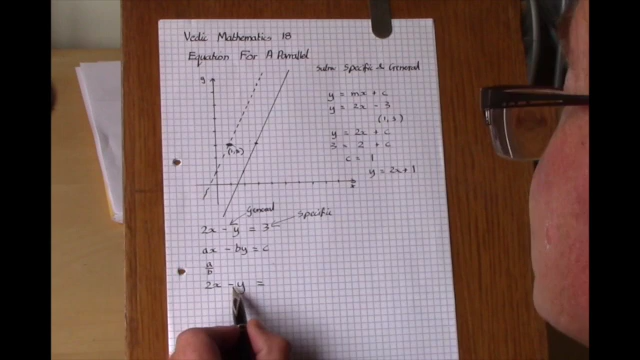 Vedic Mathematics 18
Equation For A Parrallel
Sutra: Specific & General
y
y = mx + c
y = 2x - 3
(1,3)
y = 2x + c
3 = 2 + c
c = 1
y = 2x + 1
(1,3)
x
general
specific
2x - y = 3
ax - by = c
a/b
2x - y =